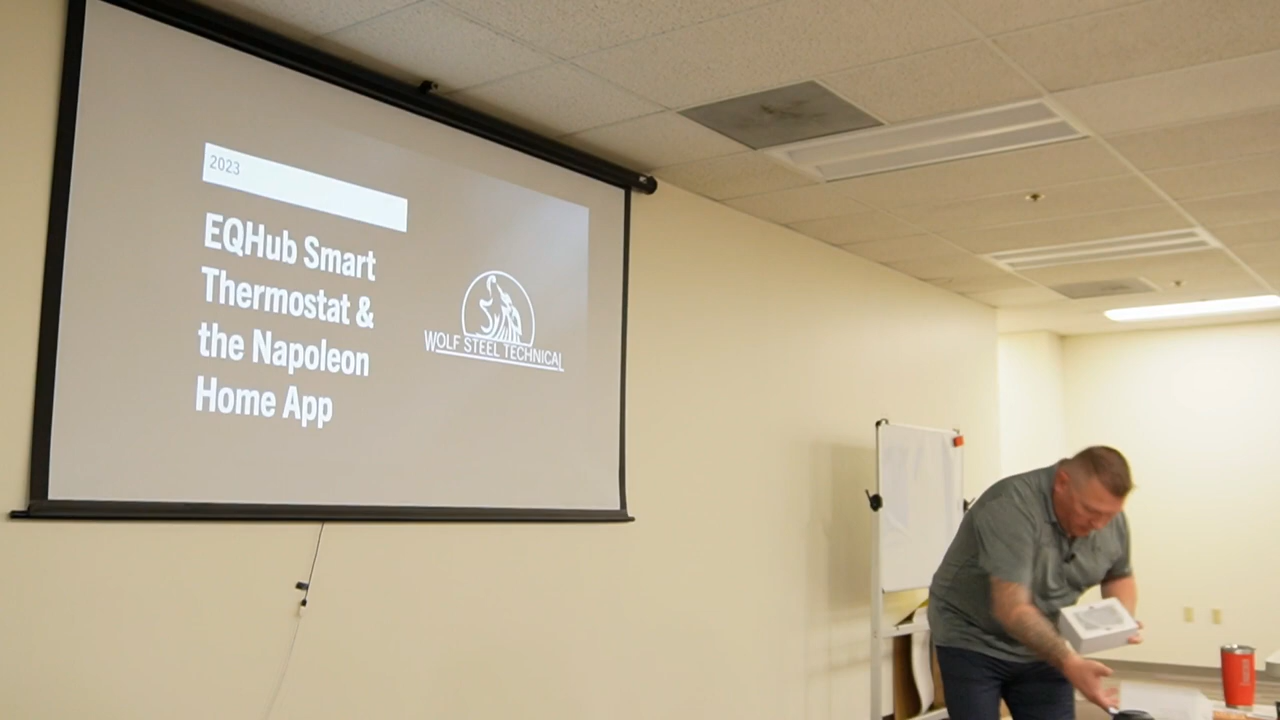 2023
EQHub Smart
Thermostat &
the Napoleon
Home App
WOLF STEEL TECHNICAL